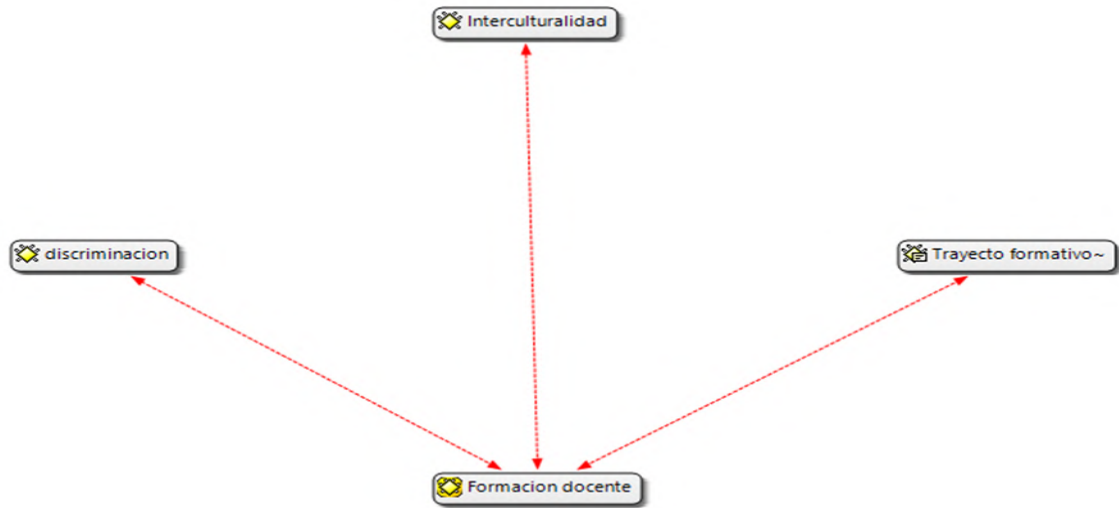 Interculturalidad
discriminacion
Trayecto formativo~
Formacion docente